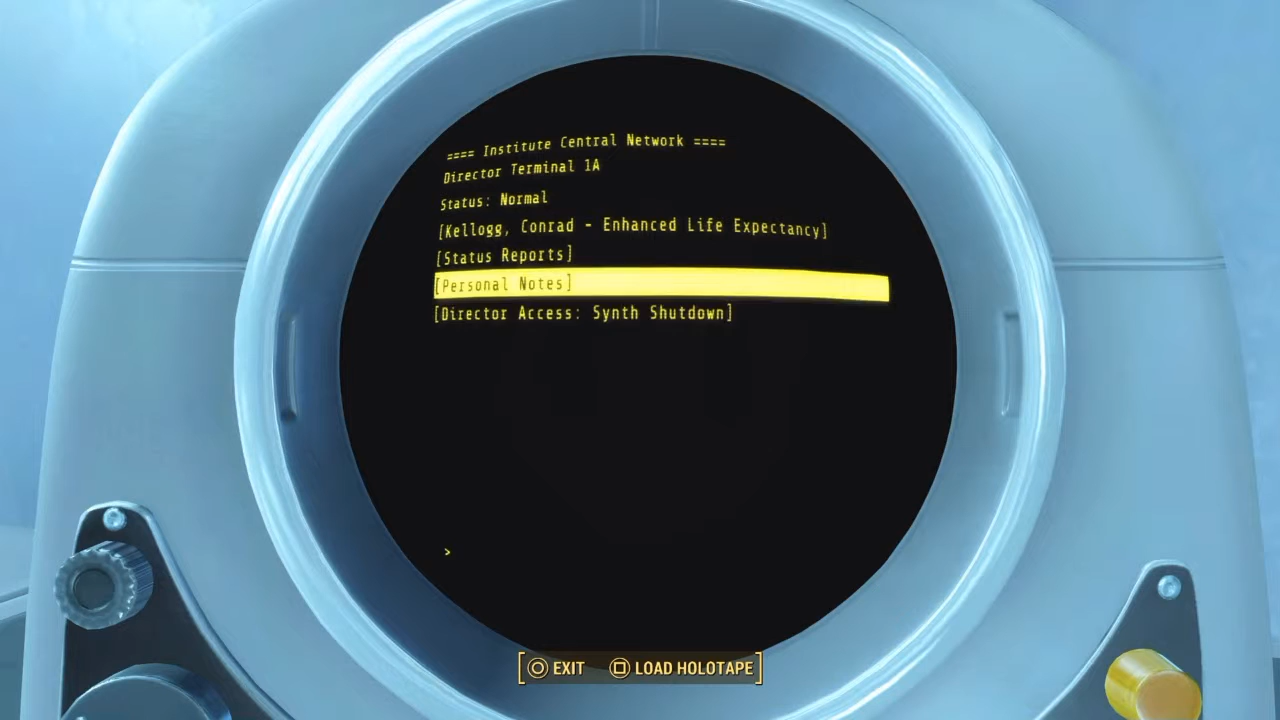 ==== Institute Central Network ====
Director Terminal 1A
Status: Normal
[Kellogg, Conrad - Enhanced Life Expectancy]
[Status Reports]
[Personal Notes]
[Director Access: Synth Shutdown]
>
[ EXIT LOAD HOLOTAPE ]